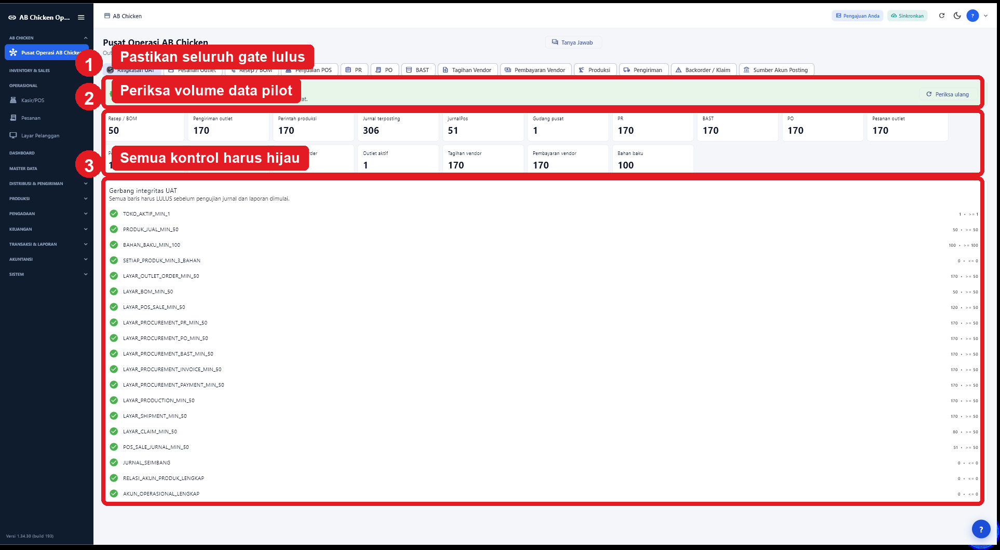 AB Chicken Op...
AB Chicken
Pengajuan Anda
Sinkronkan
?
AB CHICKEN
Pusat Operasi AB Chicke
INVENTORY & SALES
OPERASIONAL
Kasir/POS
Pesanan
Layar Pelanggan
DASHBOARD
MASTER DATA
DISTRIBUSI & PENGIRIMAN
PRODUKSI
PENGADAAN
KEUANGAN
TRANSAKSI & LAPORAN
AKUNTANSI
SISTEM
Versi 1.34.30 (build 193)
Pusat Operasi AB Chicken
Tanya Jawab
1 Pastikan seluruh gate lulus
Ringkasan UAT
Pesanan Outlet
Resep / BOM
Penjualan POS
PR
PO
BAST
Tagihan Vendor
Pembayaran Vendor
Produksi
Pengiriman
Backorder / Klaim
Sumber Akun Posting
2 Periksa volume data pilot
at.
Periksa ulang
Resep / BOM
50
Pengiriman outlet
170
Perintah produksi
170
Jurnal terposting
306
jurnalPos
51
Gudang pusat
1
PR
170
BAST
170
PO
170
Pesanan outlet
170
3 Semua kontrol harus hijau
Outlet aktif
1
Tagihan vendor
170
Pembayaran vendor
170
Bahan baku
100
Gerbang integritas UAT
Semua baris harus LULUS sebelum pengujian jurnal dan laporan dimulai.
TOKO_AKTIF_MIN_1 1 • >= 1
PRODUK_JUAL_MIN_50 50 • >= 50
BAHAN_BAKU_MIN_100 100 • >= 100
SETIAP_PRODUK_MIN_3_BAHAN 0 • <= 0
LAYAR_OUTLET_ORDER_MIN_50 170 • >= 50
LAYAR_BOM_MIN_50 50 • >= 50
LAYAR_POS_SALE_MIN_50 120 • >= 50
LAYAR_PROCUREMENT_PR_MIN_50 170 • >= 50
LAYAR_PROCUREMENT_PO_MIN_50 170 • >= 50
LAYAR_PROCUREMENT_BAST_MIN_50 170 • >= 50
LAYAR_PROCUREMENT_INVOICE_MIN_50 170 • >= 50
LAYAR_PROCUREMENT_PAYMENT_MIN_50 170 • >= 50
LAYAR_PRODUCTION_MIN_50 170 • >= 50
LAYAR_SHIPMENT_MIN_50 170 • >= 50
LAYAR_CLAIM_MIN_50 80 • >= 50
POS_SALE_JURNAL_MIN_50 51 • >= 50
JURNAL_SEIMBANG 0 • <= 0
RELASI_AKUN_PRODUK_LENGKAP 0 • <= 0
AKUN_OPERASIONAL_LENGKAP 0 • <= 0
?